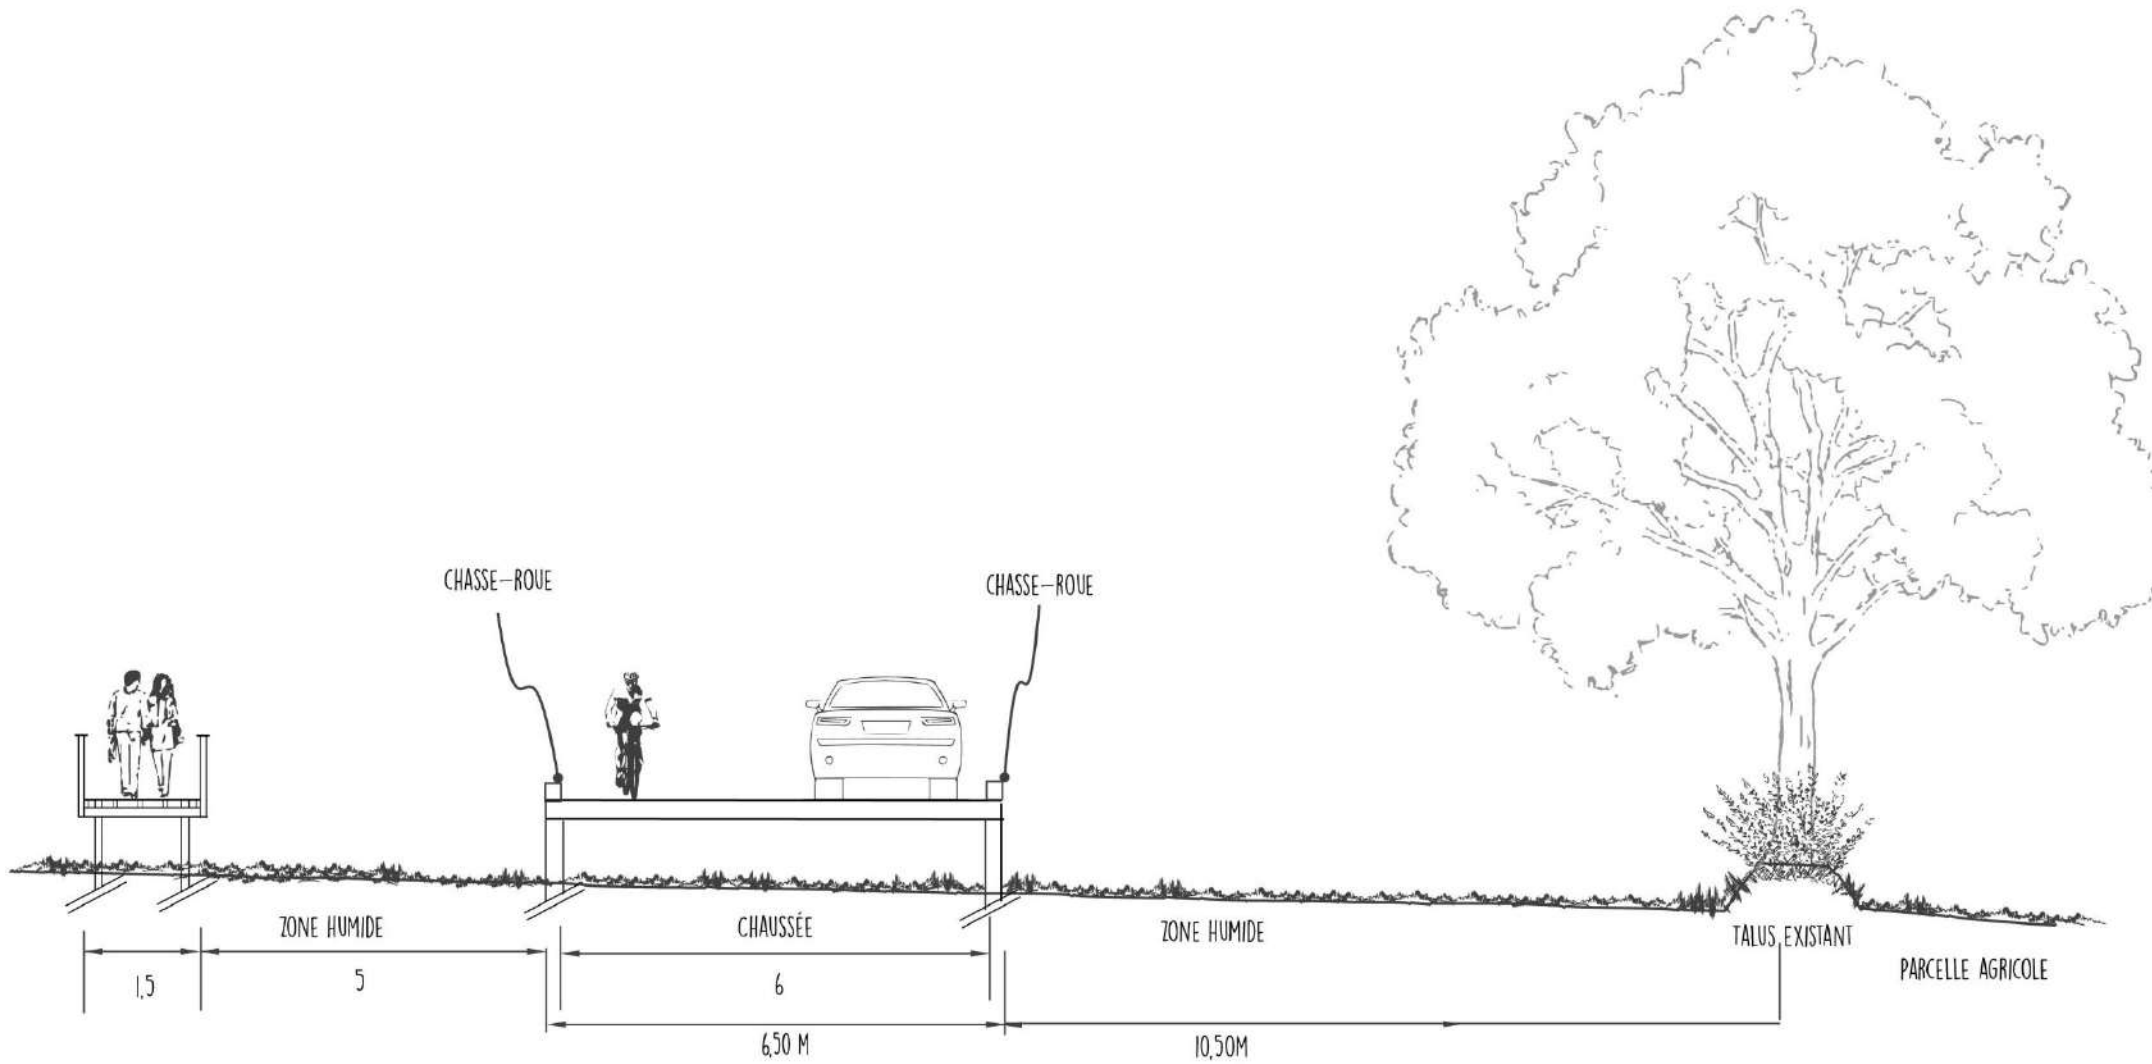 CHASSE-ROUE
CHASSE-ROUE
ZONE HUMIDE
CHAUSSÉE
ZONE HUMIDE
TALUS EXISTANT
PARCELLE AGRICOLE
1,5
5
6
6,50 M
10,50M